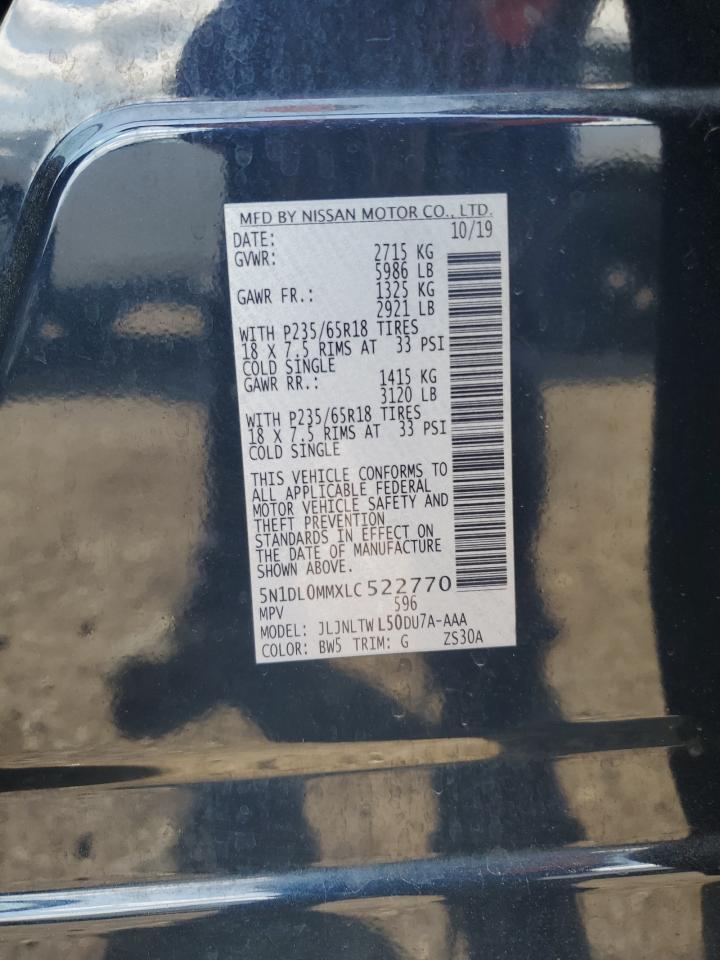 MFD BY NISSAN MOTOR CO., LTD.
DATE: 10/19
GVWR: 2715 KG
5986 LB
GAWR FR.: 1325 KG
2921 LB
WITH P235/65R18 TIRES
18 X 7.5 RIMS AT 33 PSI
COLD SINGLE
GAWR RR.: 1415 KG
3120 LB
WITH P235/65R18 TIRES
18 X 7.5 RIMS AT 33 PSI
COLD SINGLE
THIS VEHICLE CONFORMS TO
ALL APPLICABLE FEDERAL
MOTOR VEHICLE SAFETY AND
THEFT PREVENTION
STANDARDS IN EFFECT ON
THE DATE OF MANUFACTURE
SHOWN ABOVE.
5N1DL0MMXLC522770
MPV 596
MODEL: JLJNLTWL50DU7A-AAA
COLOR: BW5 TRIM: G ZS30A